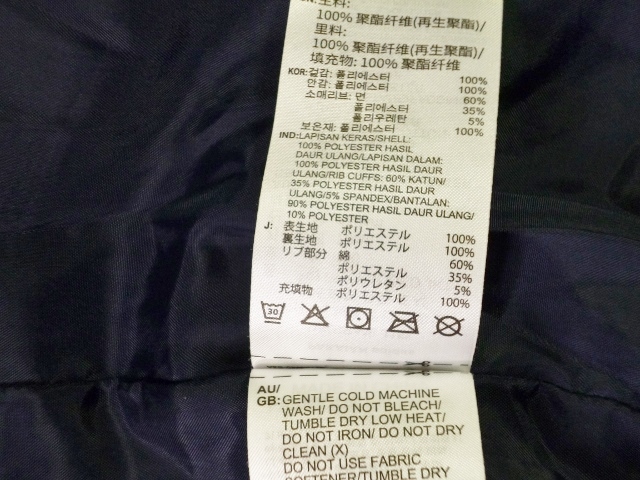 100% 聚酯纤维(再生聚酯)/
里料:
100% 聚酯纤维(再生聚酯)/
填充物: 100% 聚酯纤维
KOR: 겉감: 폴리에스터 100%
안감: 폴리에스터 100%
소매리브: 면 60%
폴리에스터 35%
폴리우레탄 5%
보온재: 폴리에스터 100%
IND: LAPISAN KERAS/SHELL:
100% POLYESTER HASIL
DAUR ULANG/LAPISAN DALAM:
100% POLYESTER HASIL DAUR
ULANG/RIB CUFFS: 60% KATUN/
35% POLYESTER HASIL DAUR
ULANG/5% SPANDEX/BANTALAN:
90% POLYESTER HASIL DAUR ULANG/
10% POLYESTER
J: 表生地 ポリエステル 100%
裏生地 ポリエステル 100%
リブ部分 綿 60%
ポリエステル 35%
ポリウレタン 5%
充填物 ポリエステル 100%
30
AU/
GB: GENTLE COLD MACHINE
WASH/ DO NOT BLEACH/
TUMBLE DRY LOW HEAT/
DO NOT IRON/ DO NOT DRY
CLEAN (X)
DO NOT USE FABRIC
SOFTENER/TUMBLE DRY